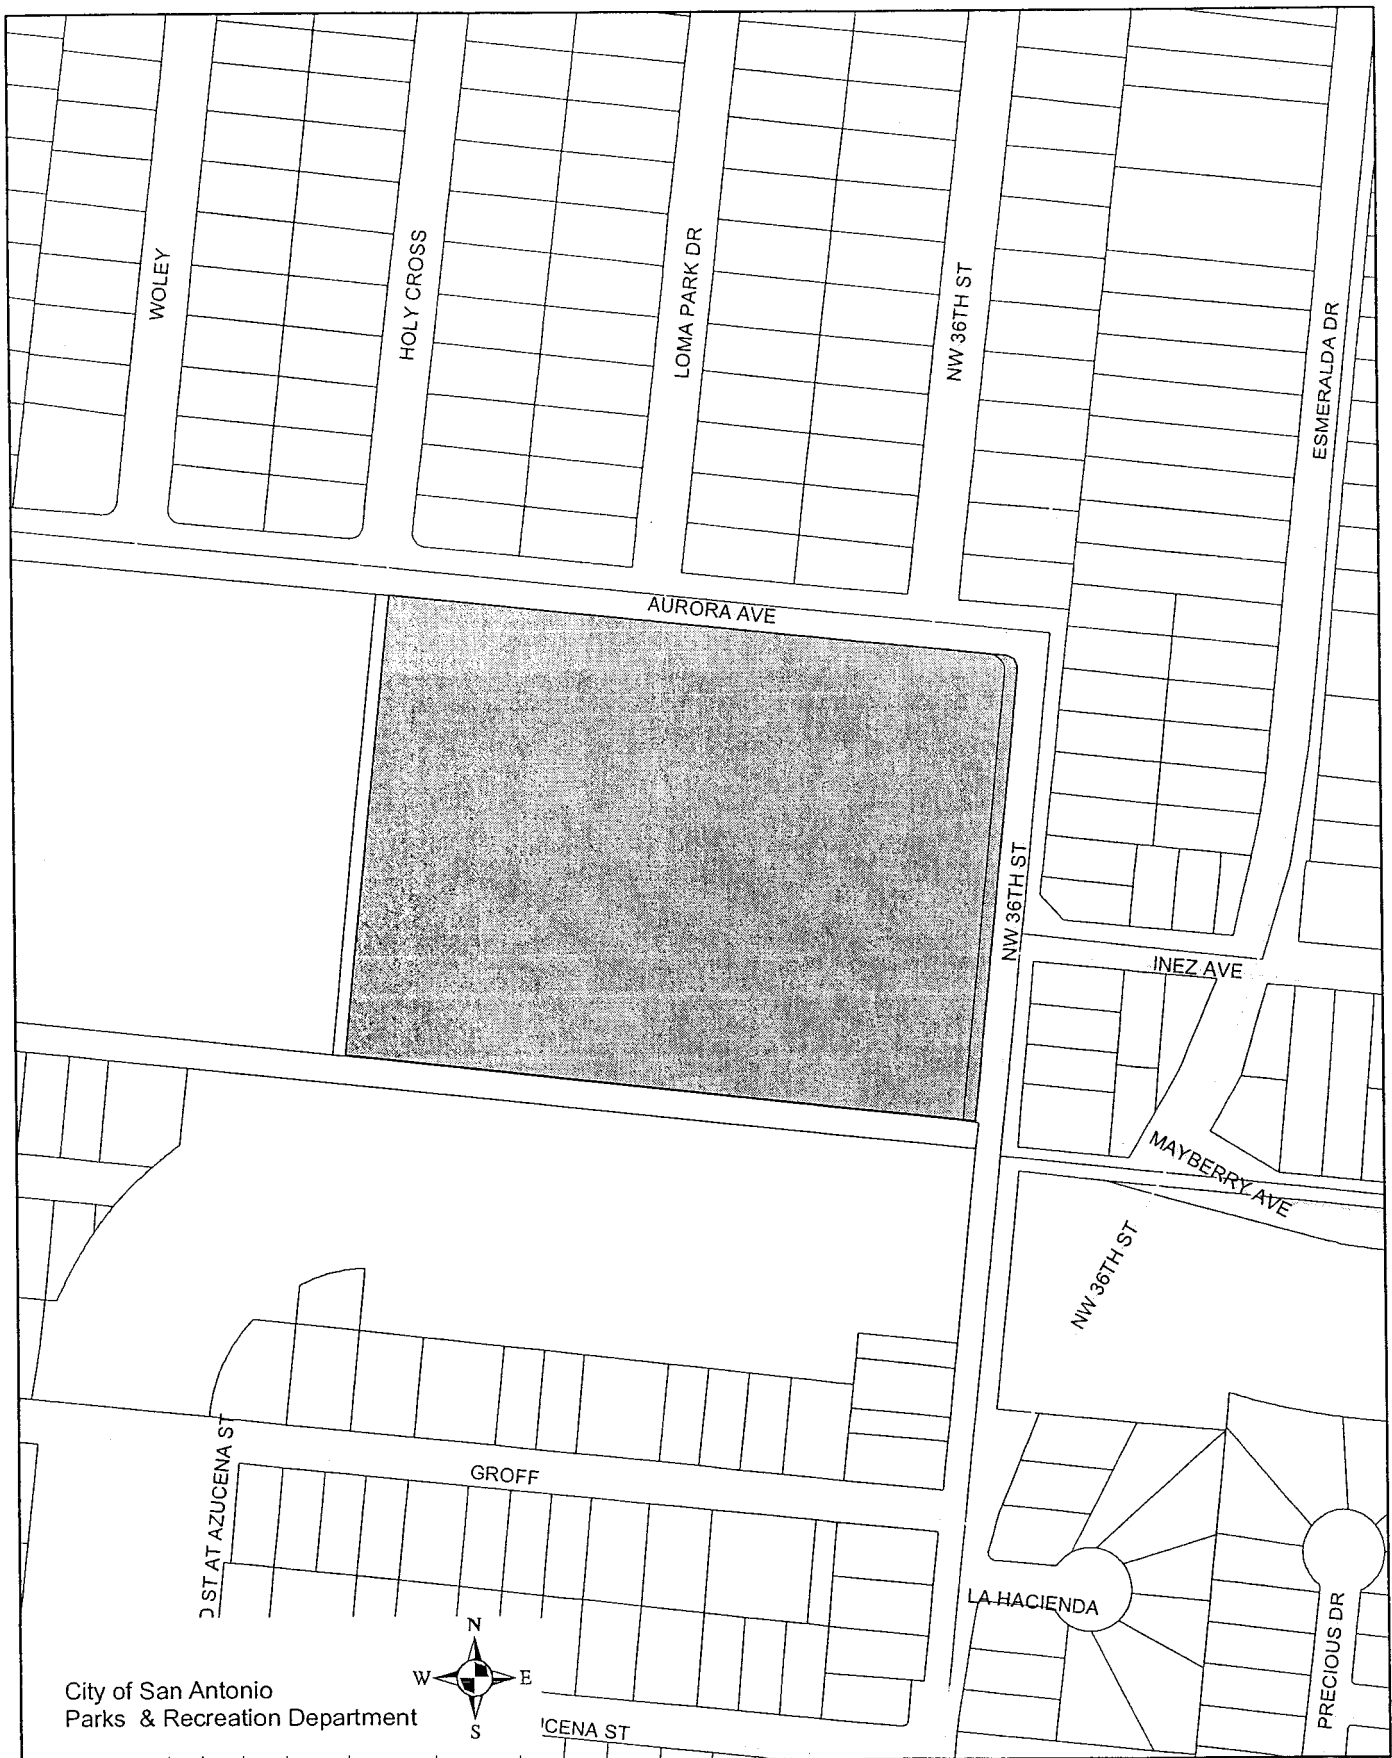 WOLEY
HOLY CROSS
LOMA PARK DR
NW 36TH ST
ESMERALDA DR
AURORA AVE
NW 36TH ST
INEZ AVE
MAYBERRY AVE
NW 36TH ST
GROFF
ST AT AZUCENA ST
LA HACIENDA
PRECIOUS DR
N
W E
S
City of San Antonio
Parks & Recreation Department
CENA ST